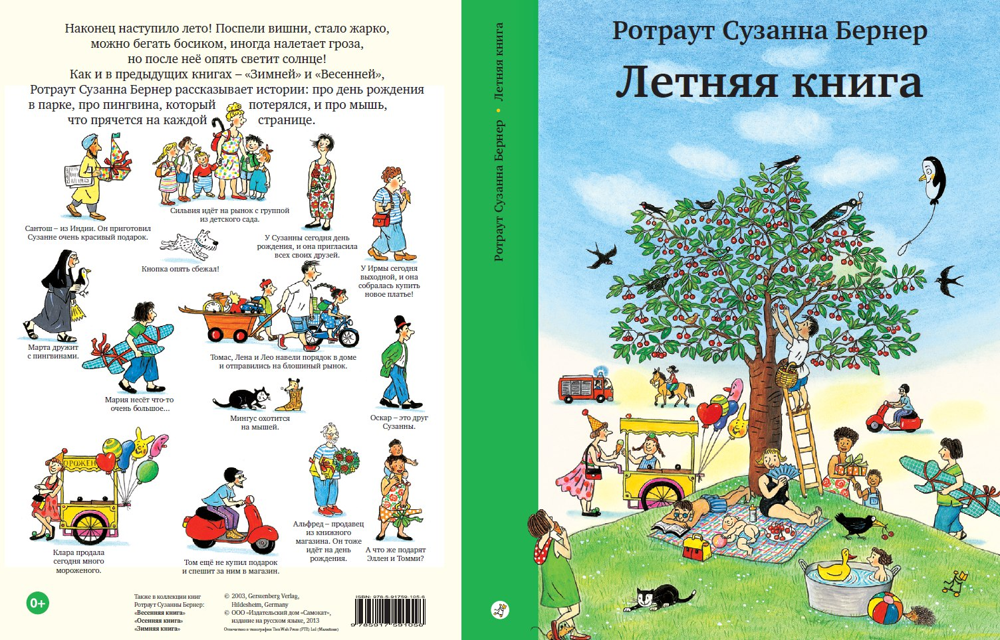 Наконец наступило лето! Поспели вишни, стало жарко,
можно бегать босиком, иногда налетает гроза,
но после неё опять светит солнце!
Как и в предыдущих книгах – «Зимней» и «Весенней»,
Ротраут Сузанна Бернер рассказывает истории: про день рождения
в парке, про пингвина, который потерялся, и про мышь,
что прячется на каждой странице.
Сантош – из Индии. Он приготовил
Сузанне очень красивый подарок.
Сильвия идёт на рынок с группой
из детского сада.
Кнопка опять сбежал!
У Сузанны сегодня день
рождения, и она пригласила
всех своих друзей.
У Ирмы сегодня
выходной, и она
собралась купить
новое платье!
Марта дружит
с пингвинами.
Мария несёт что-то
очень большое...
Томас, Лена и Лео навели порядок в доме
и отправились на блошиный рынок.
Мингус охотится
на мышей.
Оскар – это друг
Сузанны.
ОРОЖЕН
Клара продала
сегодня много
мороженого.
Том ещё не купил подарок
и спешит за ним в магазин.
Альфред – продавец
из книжного
магазина. Он тоже
идёт на день
рождения.
А что же подарят
Эллен и Томми?
0+
Также в коллекции книг
Ротраут Сузанны Бернер:
«Весенняя книга»
«Осенняя книга»
«Зимняя книга»
© 2003, Gerstenberg Verlag,
Hildesheim, Germany
© ООО «Издательский дом «Самокат»,
издание на русском языке, 2013
Отпечатано в типографии Tien Wah Press (PTE) Ltd (Малайзия)
ISBN: 978-5-91759-105-6
9 785917 591056
Ротраут Сузанна Бернер • Летняя книга
Ротраут Сузанна Бернер
Летняя книга